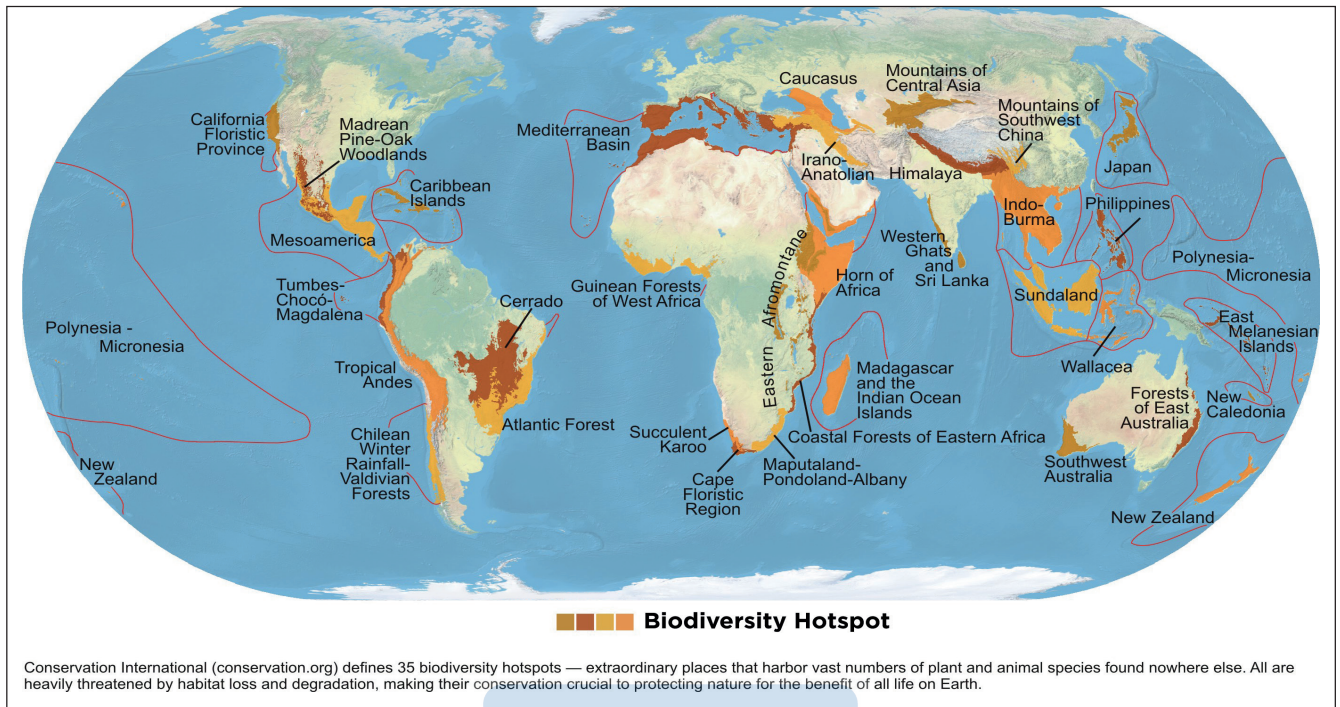 California
Floristic
Province
Madrean
Pine-Oak
Woodlands
Caribbean
Islands
Mesoamerica
Tumbes-
Chocó-
Magdalena
Polynesia -
Micronesia
New
Zealand
Tropical
Andes
Chilean
Winter
Rainfall-
Valdivian
Forests
Cerrado
Atlantic Forest
Mediterranean
Basin
Caucasus
Irano-
Anatolian
Mountains of
Central Asia
Mountains of
Southwest
China
Himalaya
Japan
Indo-
Burma
Philippines
Western
Ghats
and
Sri Lanka
Polynesia-
Micronesia
Guinean Forests
of West Africa
Eastern Afromontane
Horn of
Africa
Sundaland
Wallacea
East
Melanesian
Islands
Madagascar
and the
Indian Ocean
Islands
Coastal Forests of Eastern Africa
Succulent
Karoo
Cape
Floristic
Region
Maputaland-
Pondoland-Albany
Forests
of East
Australia
New
Caledonia
Southwest
Australia
New Zealand
Biodiversity Hotspot
Conservation International (conservation.org) defines 35 biodiversity hotspots — extraordinary places that harbor vast numbers of plant and animal species found nowhere else. All are
heavily threatened by habitat loss and degradation, making their conservation crucial to protecting nature for the benefit of all life on Earth.